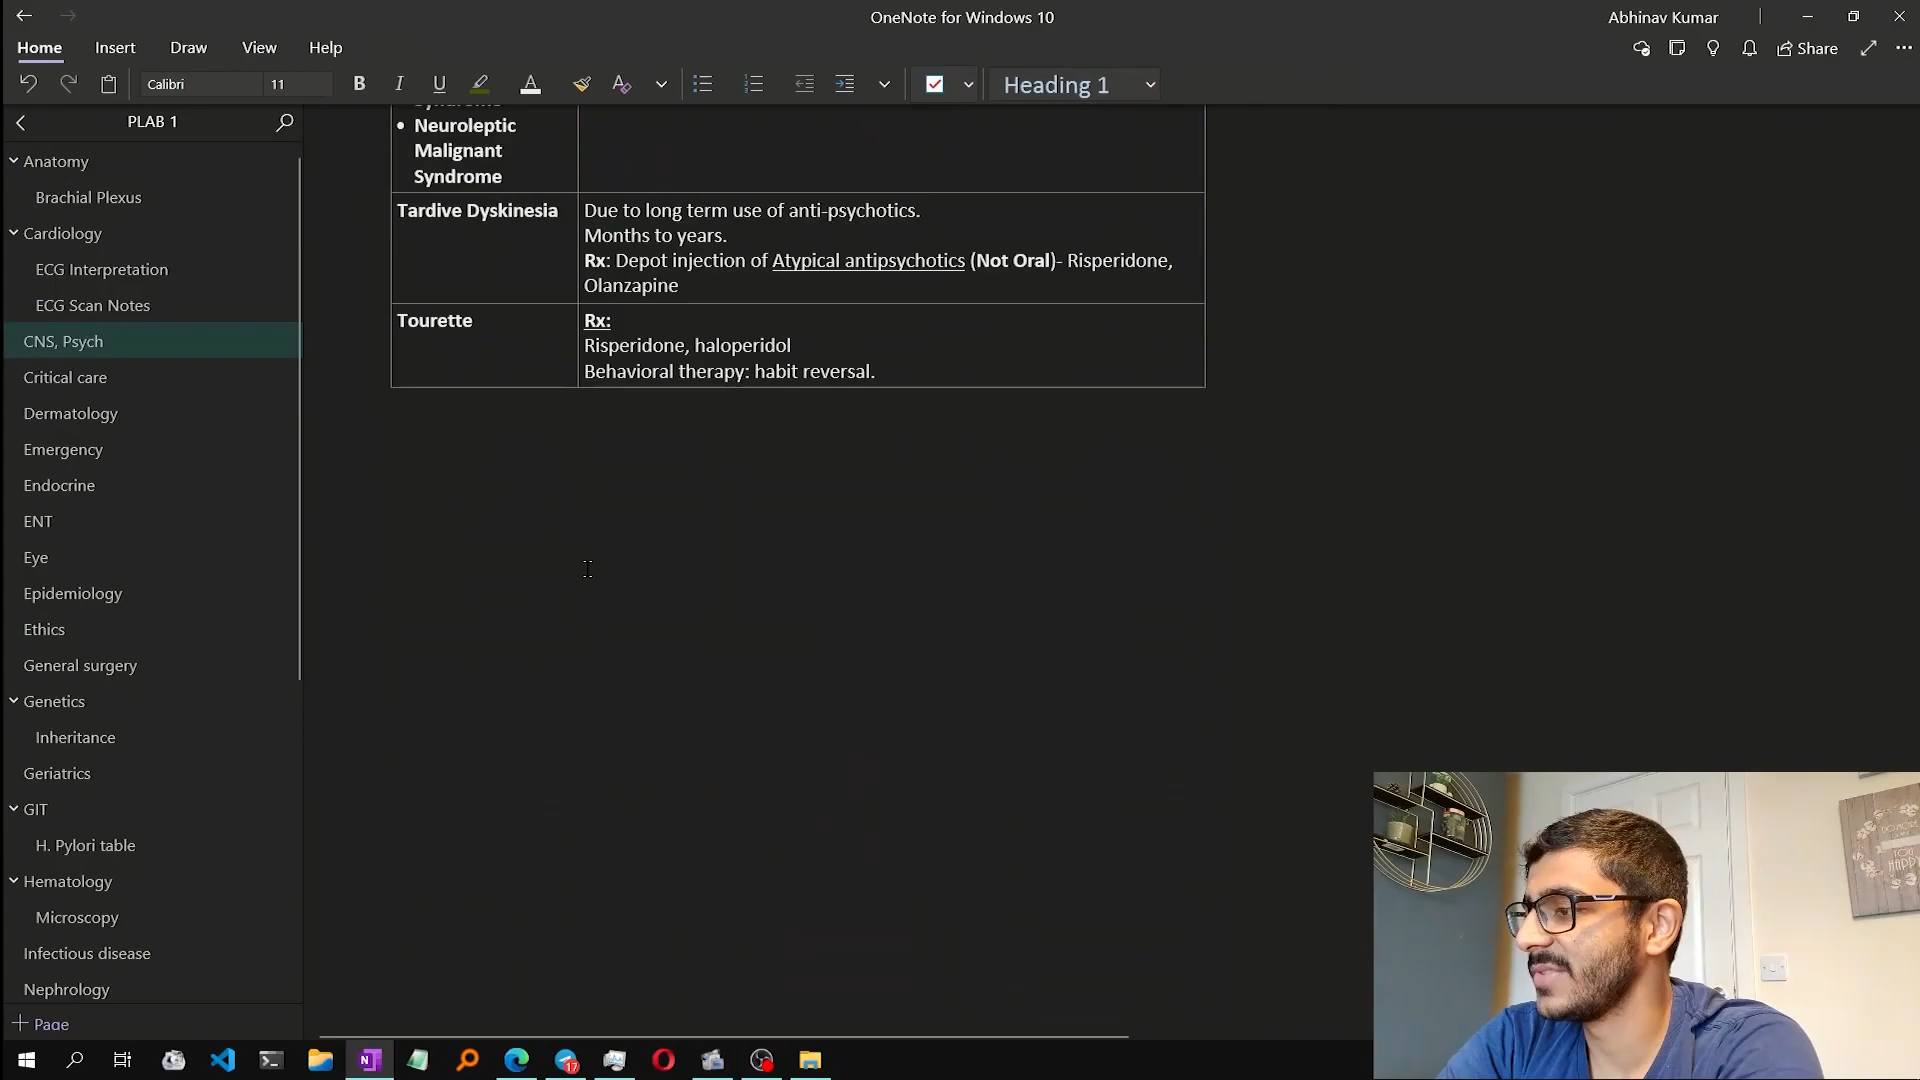 OneNote for Windows 10
Abhinav Kumar
Home Insert Draw View Help
Share
Calibri 11 B I U A A Heading 1
PLAB 1
Anatomy
Brachial Plexus
Cardiology
ECG Interpretation
ECG Scan Notes
CNS, Psych
Critical care
Dermatology
Emergency
Endocrine
ENT
Eye
Epidemiology
Ethics
General surgery
Genetics
Inheritance
Geriatrics
GIT
H. Pylori table
Hematology
Microscopy
Infectious disease
Nephrology
+ Page
Syndrome
• Neuroleptic
Malignant
Syndrome
Tardive Dyskinesia
Due to long term use of anti-psychotics.
Months to years.
Rx: Depot injection of Atypical antipsychotics (Not Oral)- Risperidone,
Olanzapine
Tourette
Rx:
Risperidone, haloperidol
Behavioral therapy: habit reversal.
YOU
HAPPY
N
17